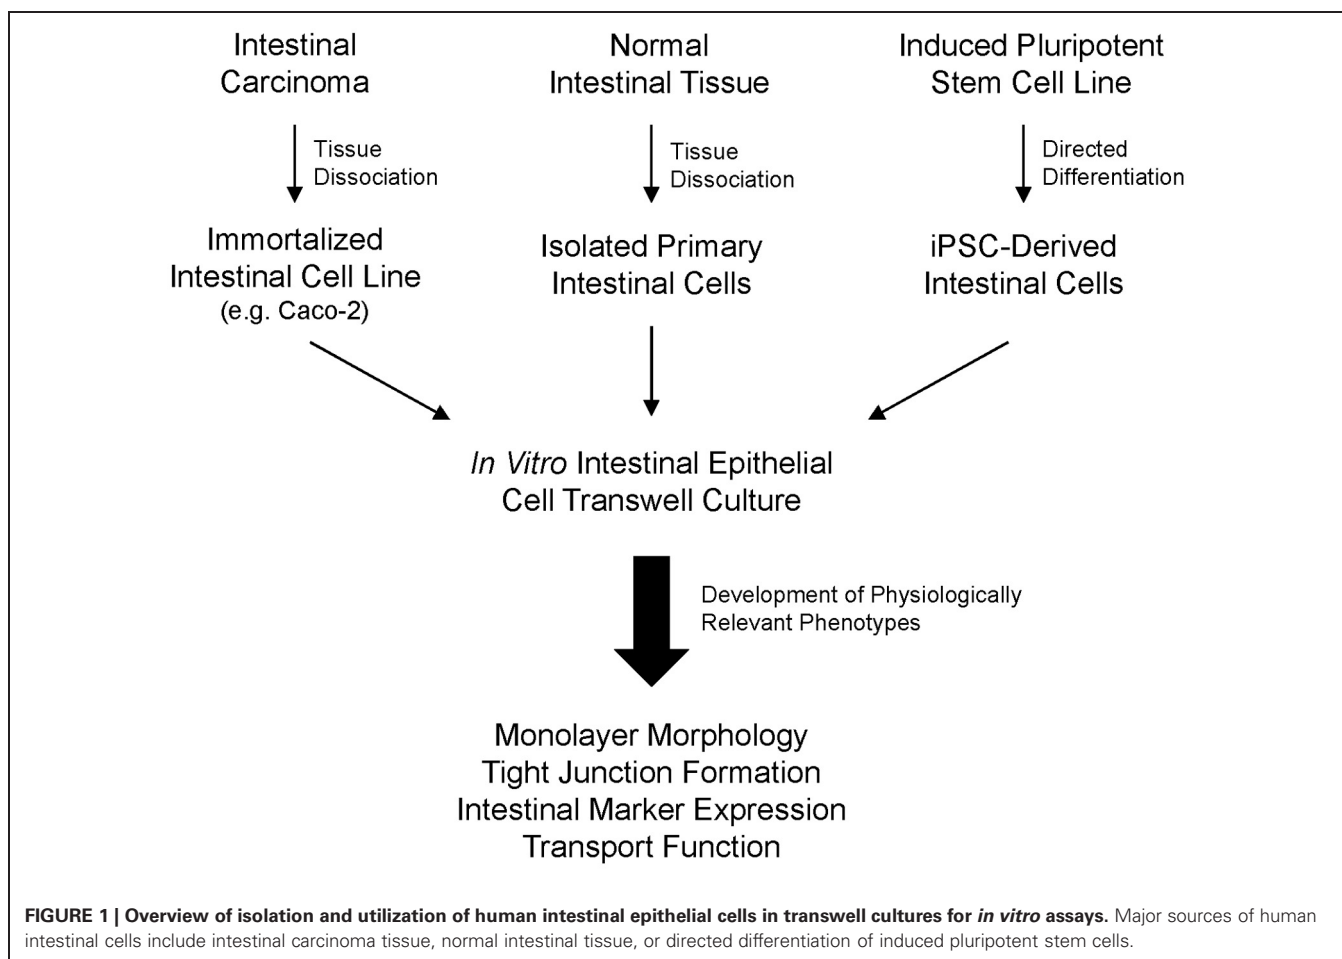 Intestinal
Carcinoma
Normal
Intestinal Tissue
Induced Pluripotent
Stem Cell Line
Tissue
Dissociation
Tissue
Dissociation
Directed
Differentiation
Immortalized
Intestinal Cell Line
(e.g. Caco-2)
Isolated Primary
Intestinal Cells
iPSC-Derived
Intestinal Cells
In Vitro Intestinal Epithelial
Cell Transwell Culture
Development of Physiologically
Relevant Phenotypes
Monolayer Morphology
Tight Junction Formation
Intestinal Marker Expression
Transport Function
FIGURE 1 | Overview of isolation and utilization of human intestinal epithelial cells in transwell cultures for in vitro assays. Major sources of human
intestinal cells include intestinal carcinoma tissue, normal intestinal tissue, or directed differentiation of induced pluripotent stem cells.